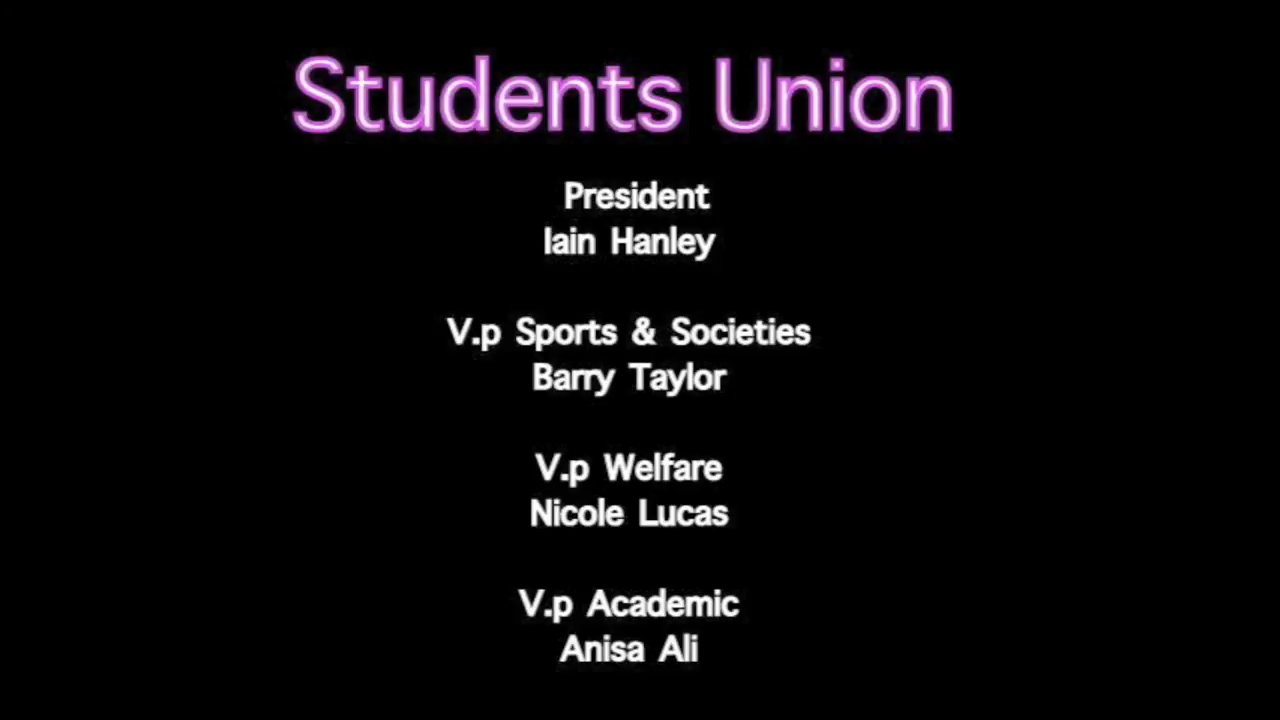 Students Union
President
Iain Hanley
V.p Sports & Societies
Barry Taylor
V.p Welfare
Nicole Lucas
V.p Academic
Anisa Ali